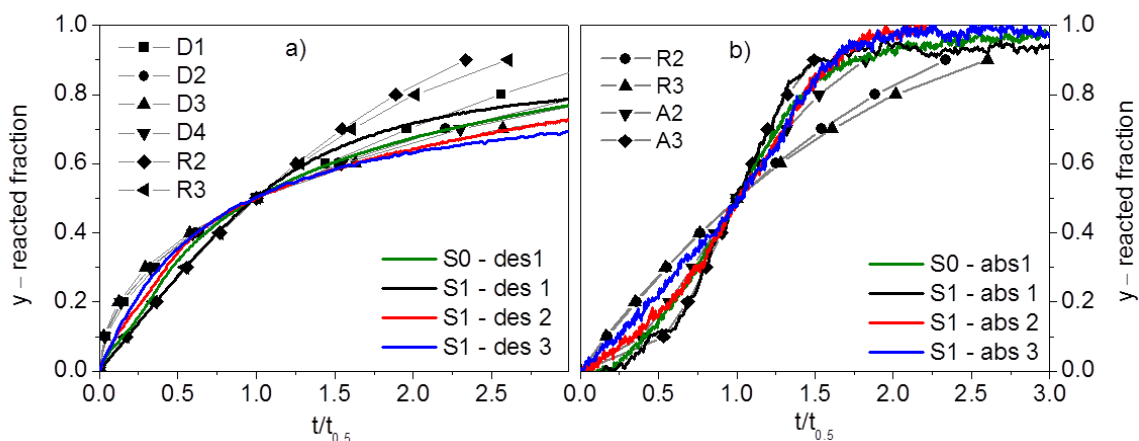 a)
D1
D2
D3
D4
R2
R3
S0 - des1
S1 - des 1
S1 - des 2
S1 - des 3
y – reacted fraction
1.0
0.8
0.6
0.4
0.2
0.0
0.0 0.5 1.0 1.5 2.0 2.5
t/t0.5
b)
R2
R3
A2
A3
S0 - abs1
S1 - abs 1
S1 - abs 2
S1 - abs 3
0.0 0.5 1.0 1.5 2.0 2.5 3.0
t/t0.5
1.0
0.8
0.6
0.4
0.2
0.0
y – reacted fraction